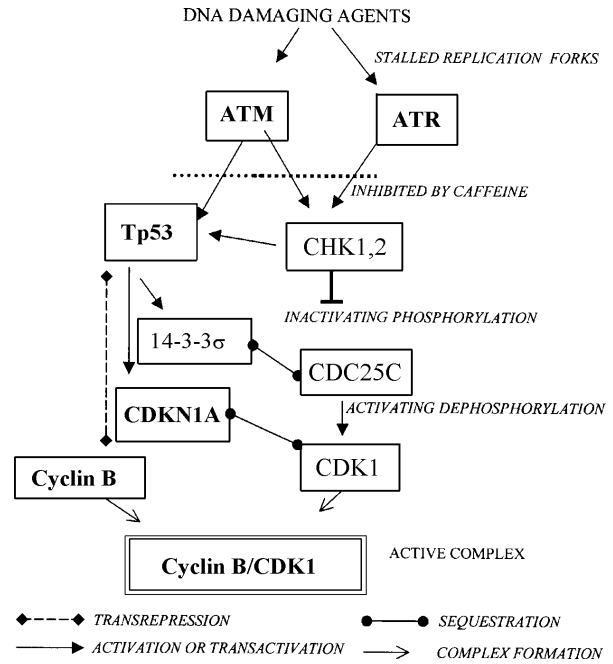 DNA DAMAGING AGENTS
STALLED REPLICATION FORKS
ATM
ATR
INHIBITED BY CAFFEINE
Tp53
CHK1,2
INACTIVATING PHOSPHORYLATION
14-3-3σ
CDC25C
ACTIVATING DEPHOSPHORYLATION
CDKN1A
CDK1
Cyclin B
Cyclin B/CDK1
ACTIVE COMPLEX
TRANSREPRESSION
SEQUESTRATION
ACTIVATION OR TRANSACTIVATION
COMPLEX FORMATION